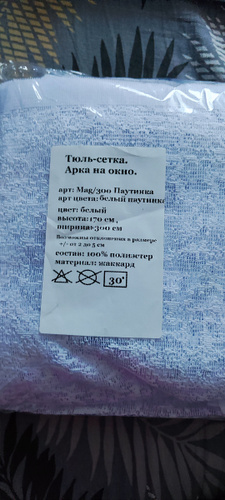 Тюль-сетка.
Арка на окно.
арт: Mag/300 Паутинка
арт цвета: белый паутинка
цвет: белый
высота:170 см ,
ширина:300 см
Возможны отклонения в размере
+/- от 2 до 5 см
состав: 100% полиэстер
материал: жаккард
30°